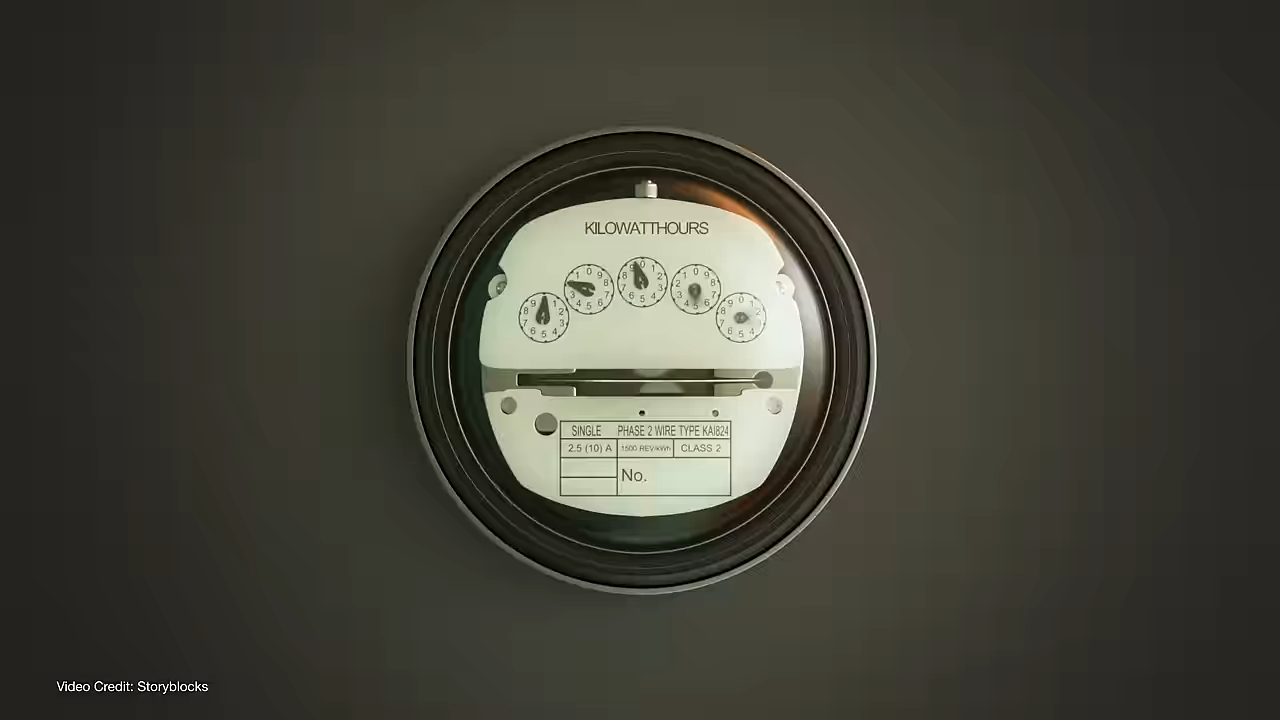 KILOWATTHOURS
SINGLE PHASE 2 WIRE TYPE KAI824
2.5 (10) A 1500 REV/kWh CLASS 2
No.
Video Credit: Storyblocks